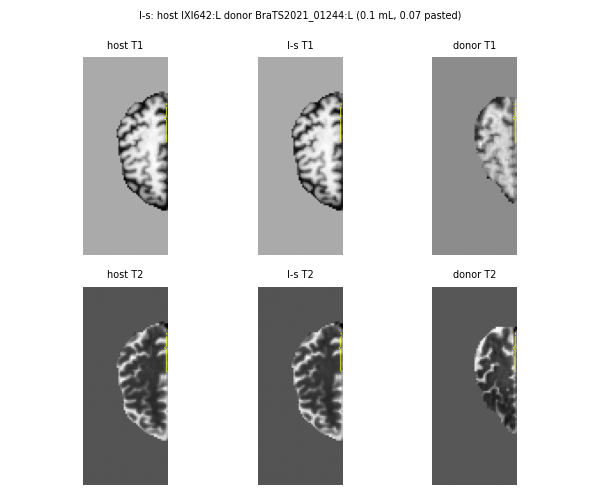 l-s: host IXI642:L donor BraTS2021_01244:L (0.1 mL, 0.07 pasted)
host T1
l-s T1
donor T1
host T2
l-s T2
donor T2